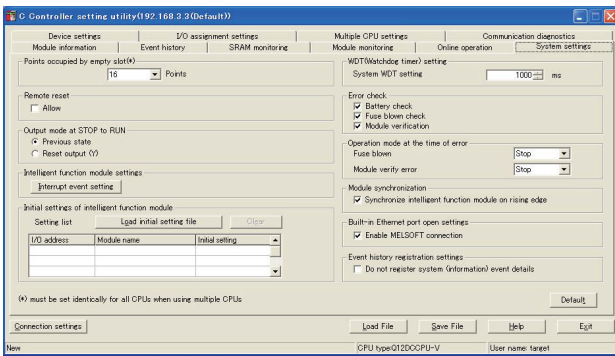 C Controller setting utility(192.168.3.3(Default))
Device settings I/O assignment settings Multiple CPU settings Communication diagnostics
Module information Event history SRAM monitoring Module monitoring Online operation System settings
Points occupied by empty slot(*)
16 Points
Remote reset
Allow
Output mode at STOP to RUN
Previous state
Reset output (Y)
Intelligent function module settings
Interrupt event setting
Initial settings of intelligent function module
Setting list Load initial setting file Clear
I/O address Module name Initial setting
WDT(Watchdog timer) setting
System WDT setting 1000 ms
Error check
Battery check
Fuse blown check
Module verification
Operation mode at the time of error
Fuse blown Stop
Module verify error Stop
Module synchronization
Synchronize intelligent function module on rising edge
Built-in Ethernet port open settings
Enable MELSOFT connection
Event history registration settings
Do not register system (information) event details
(*) must be set identically for all CPUs when using multiple CPUs
Default
Connection settings Load File Save File Help Exit
New CPU type:Q12DCCPU-V User name: target